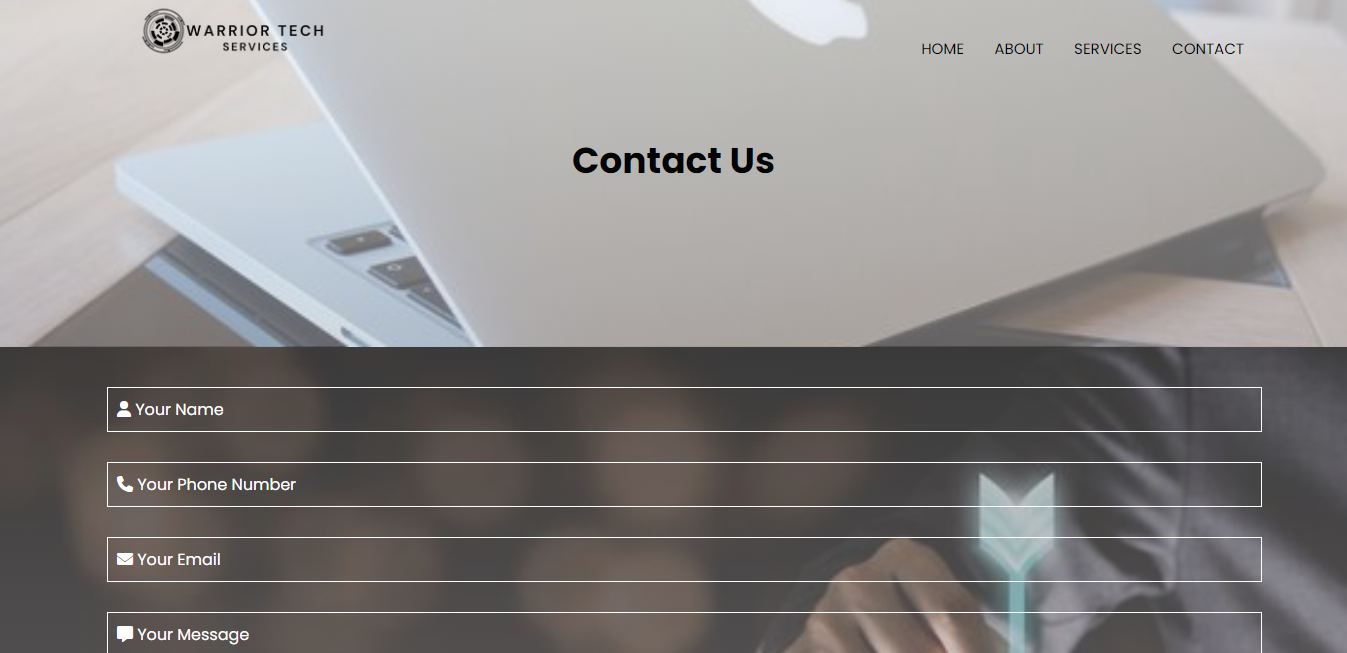 WARRIOR TECH
SERVICES
HOME ABOUT SERVICES CONTACT
Contact Us
Your Name
Your Phone Number
Your Email
Your Message